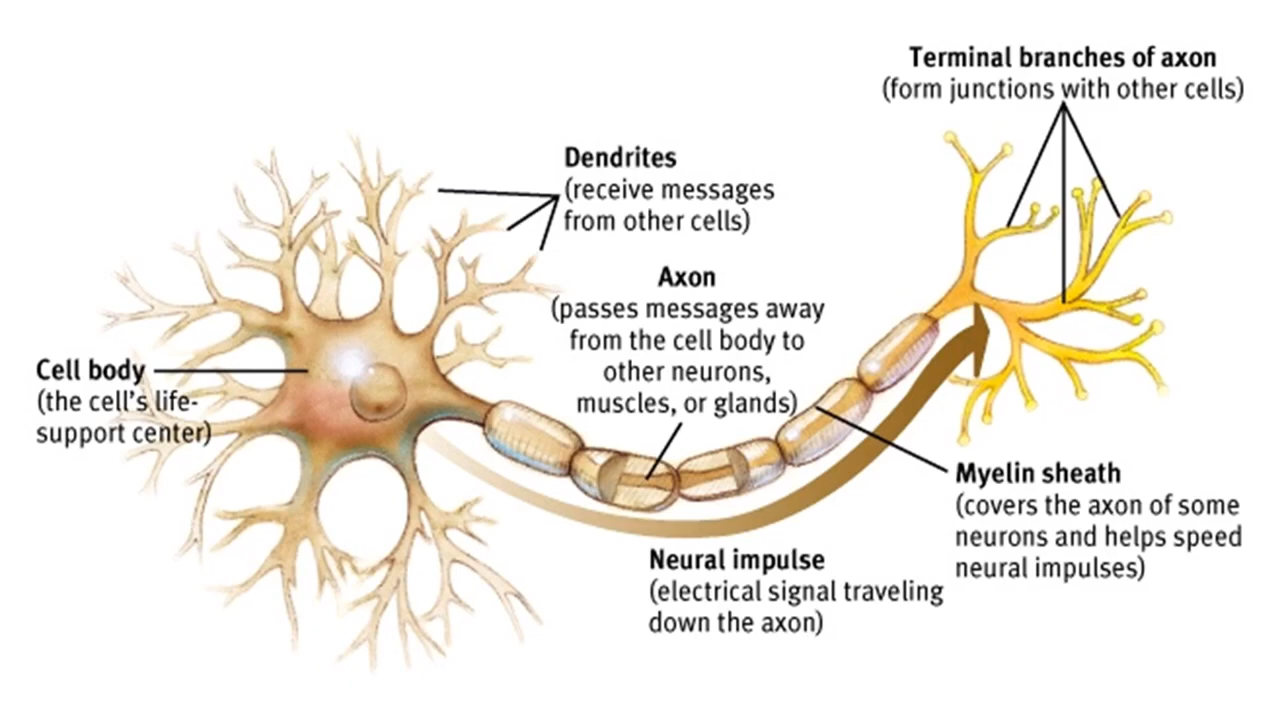 Terminal branches of axon
(form junctions with other cells)
Dendrites
(receive messages
from other cells)
Axon
(passes messages away
from the cell body to
other neurons,
muscles, or glands)
Cell body
(the cell’s life-
support center)
Myelin sheath
(covers the axon of some
neurons and helps speed
neural impulses)
Neural impulse
(electrical signal traveling
down the axon)